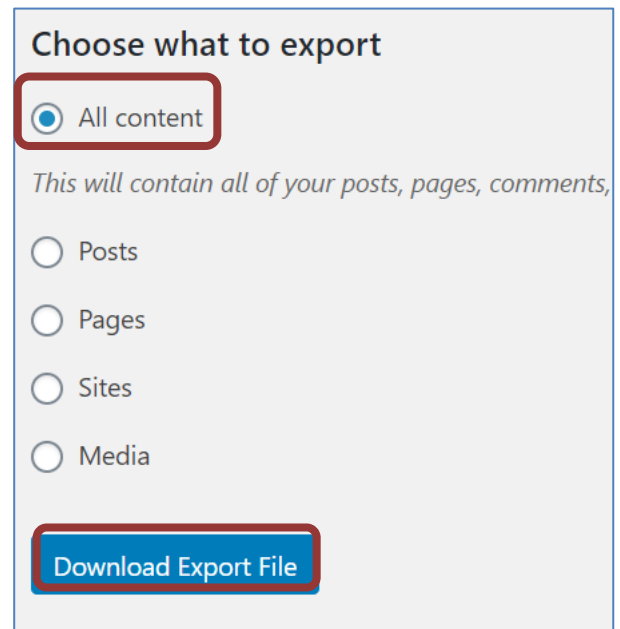 Choose what to export
All content
This will contain all of your posts, pages, comments,
Posts
Pages
Sites
Media
Download Export File